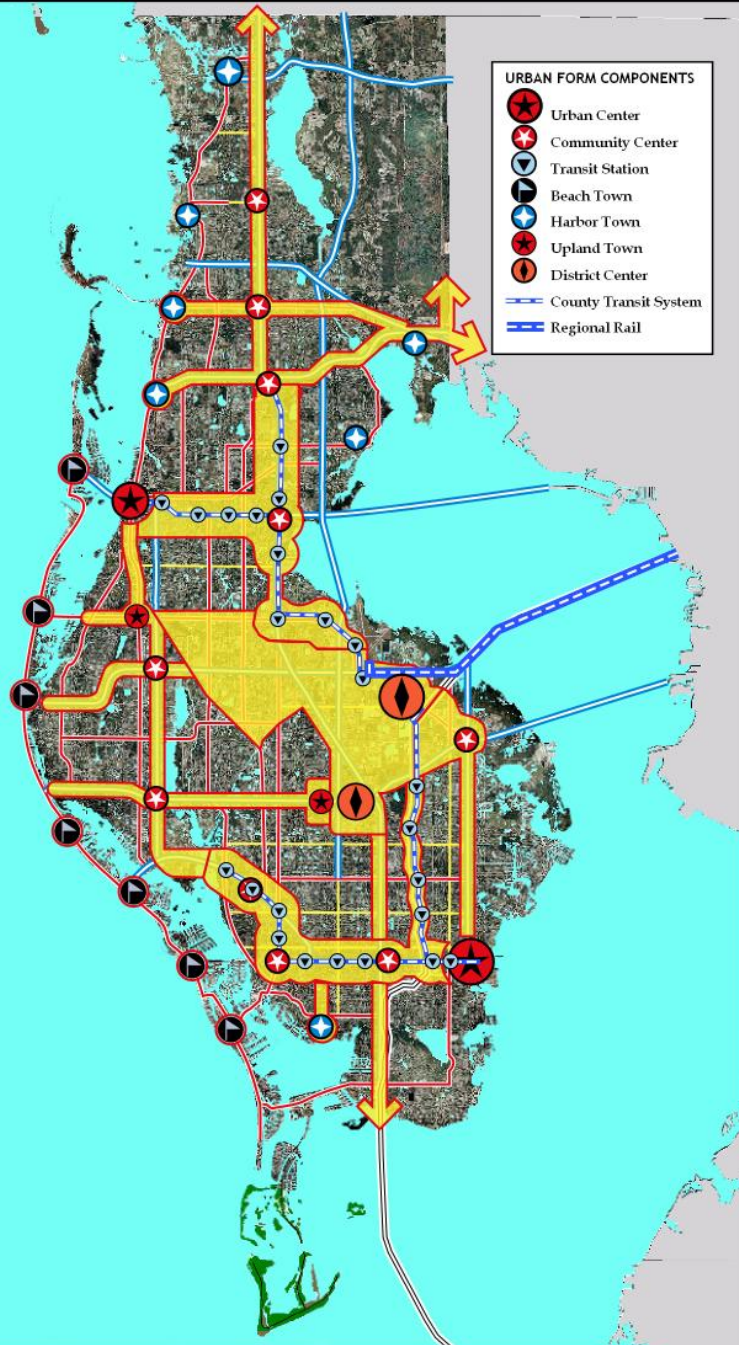 URBAN FORM COMPONENTS
Urban Center
Community Center
Transit Station
Beach Town
Harbor Town
Upland Town
District Center
County Transit System
Regional Rail